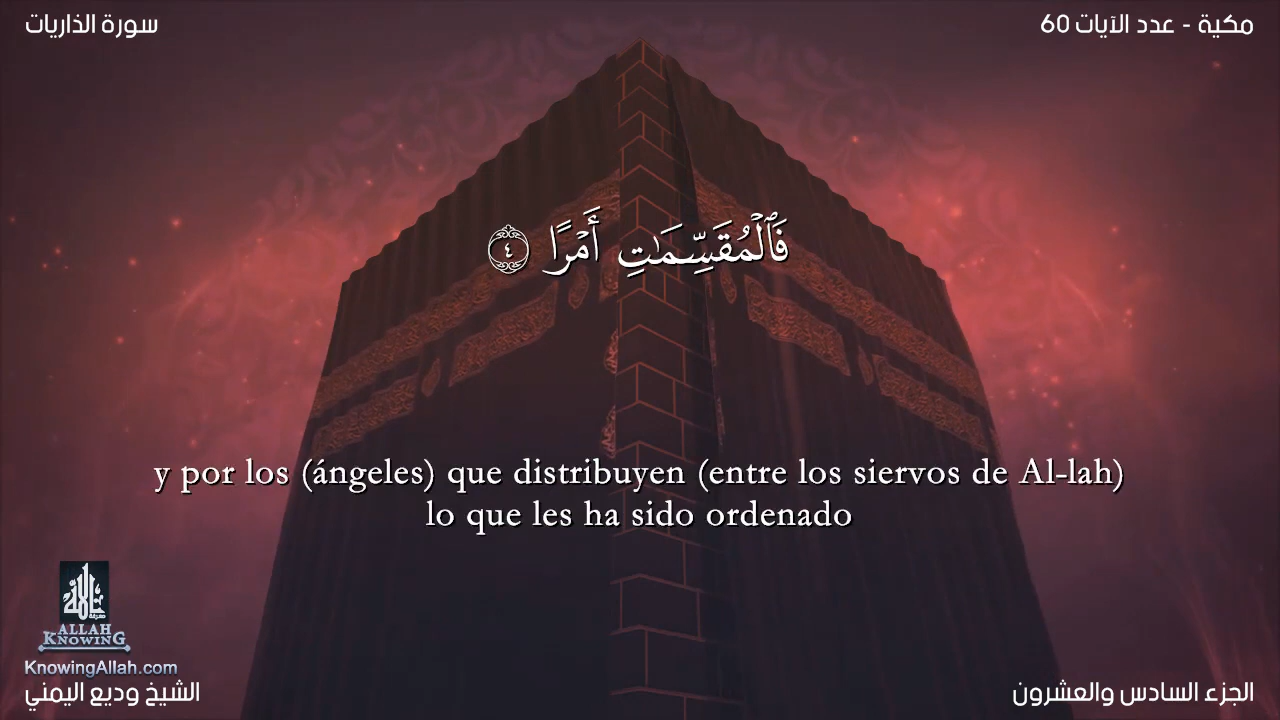 سورة الذاريات
مكية - عدد الآيات 60
فَٱلْمُقَسِّمَـٰتِ أَمْرًا ٤
y por los (ángeles) que distribuyen (entre los siervos de Al-lah)
lo que les ha sido ordenado
ALLAH
KNOWING
KnowingAllah.com
الشيخ وديع اليمني
الجزء السادس والعشرون